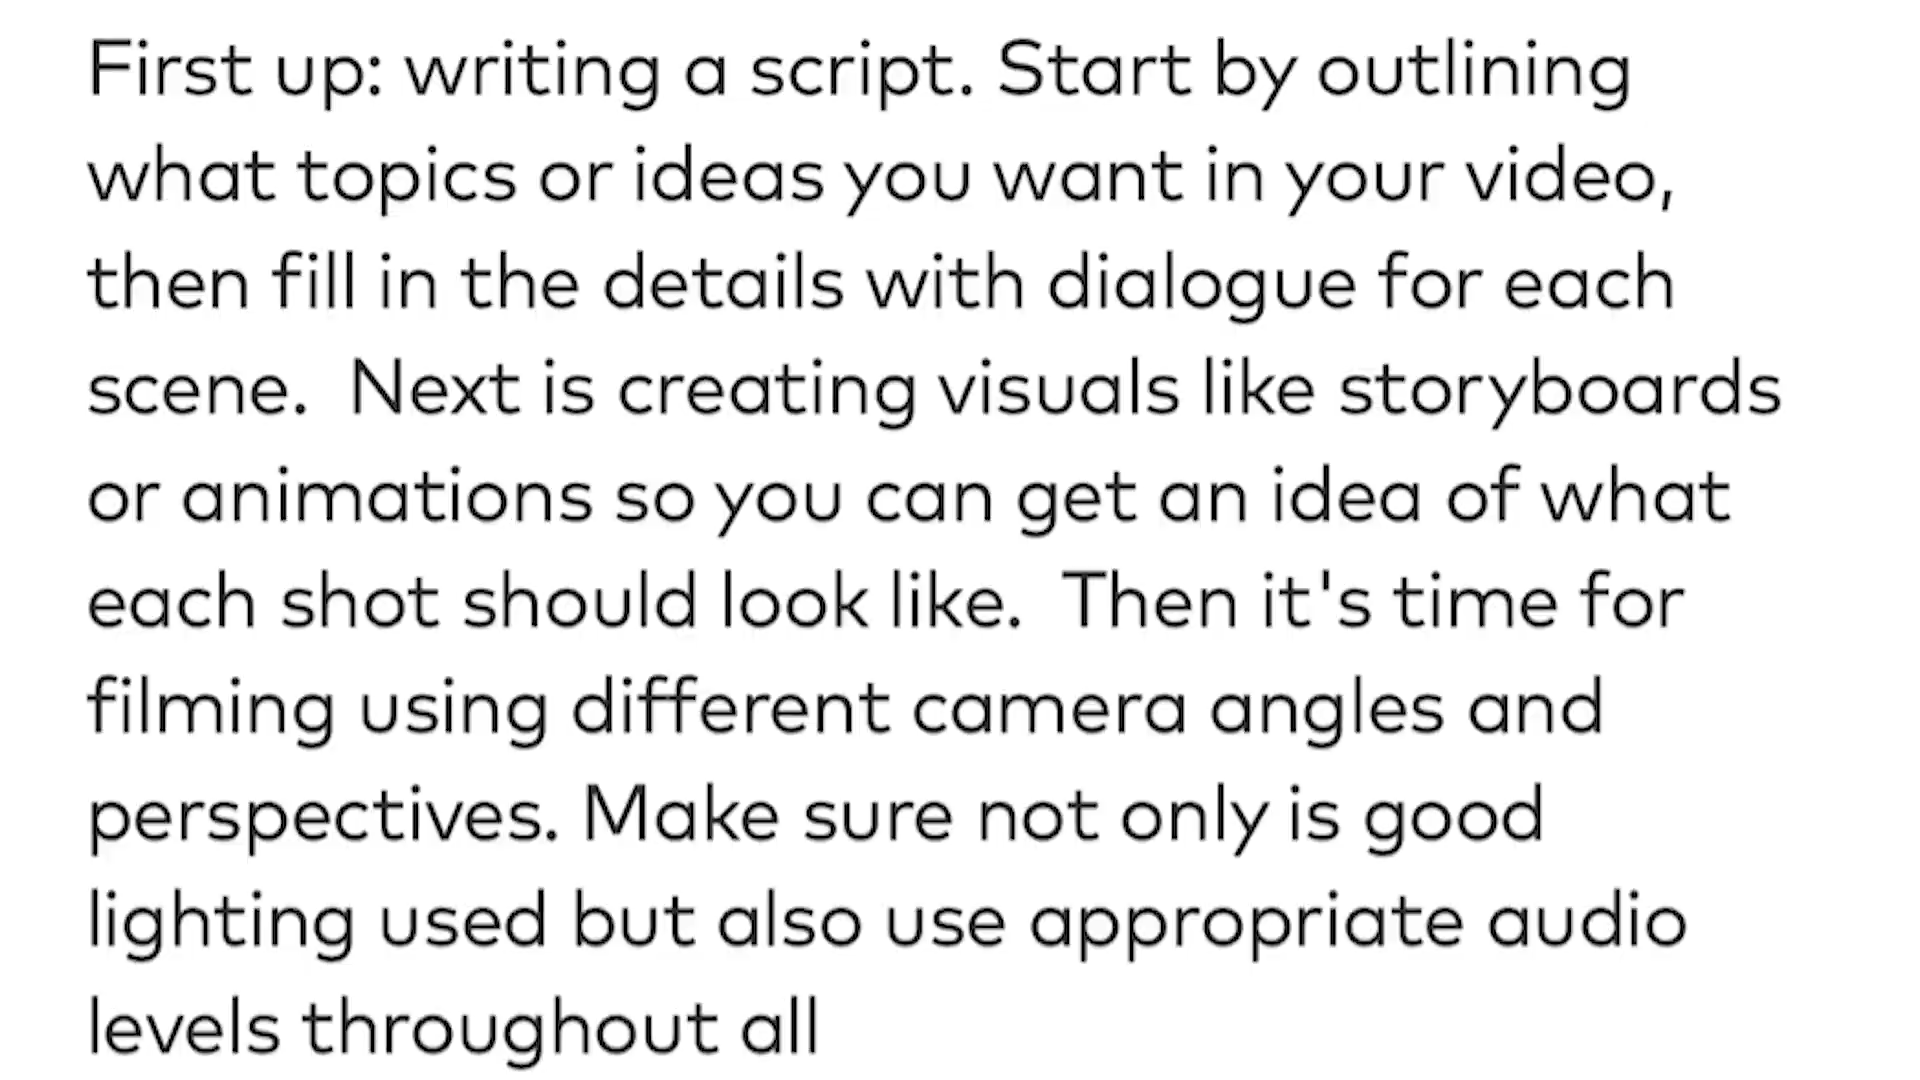 First up: writing a script. Start by outlining
what topics or ideas you want in your video,
then fill in the details with dialogue for each
scene.  Next is creating visuals like storyboards
or animations so you can get an idea of what
each shot should look like.  Then it's time for
filming using different camera angles and
perspectives. Make sure not only is good
lighting used but also use appropriate audio
levels throughout all